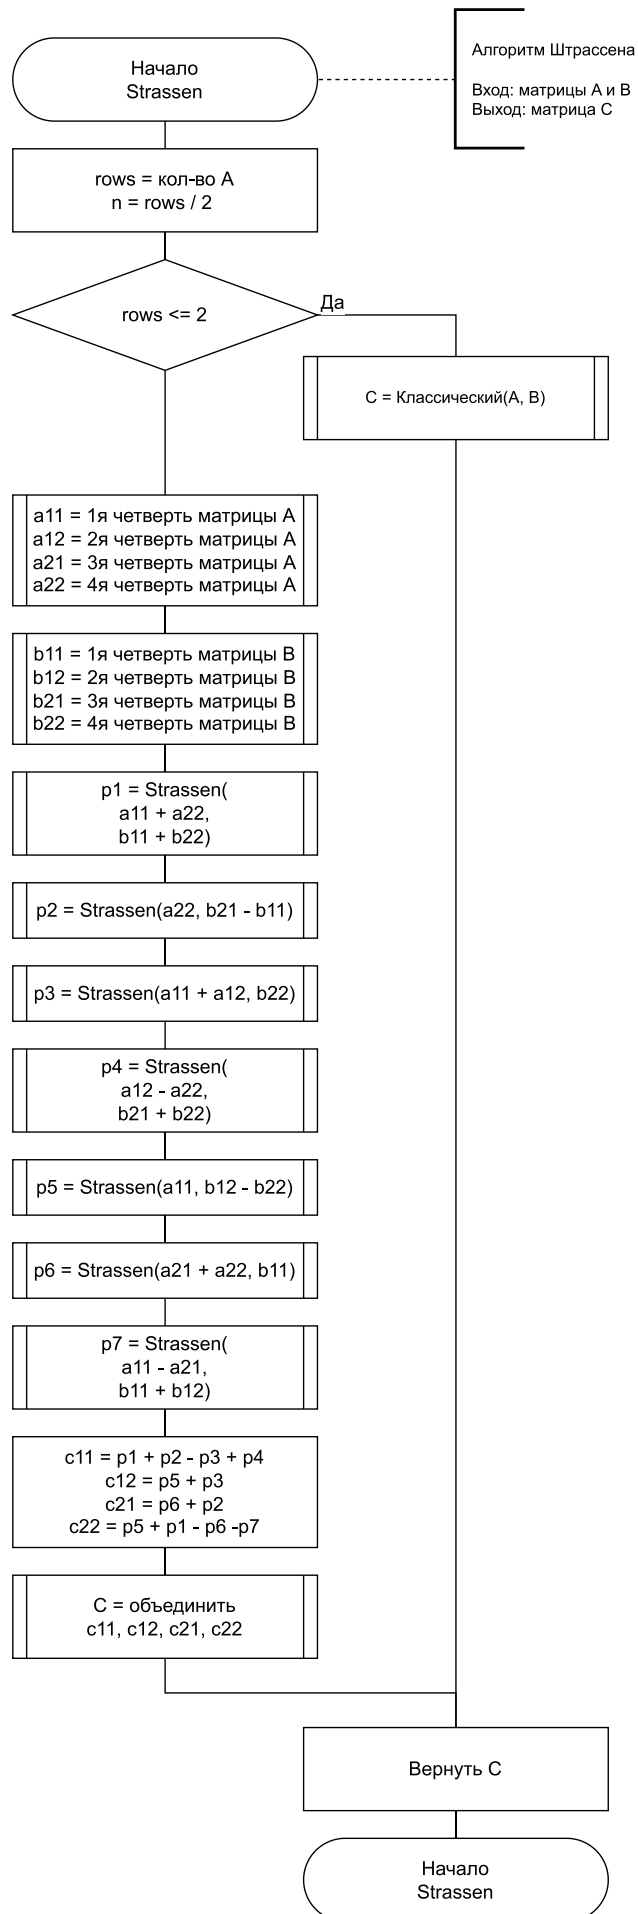 Начало
Strassen
Алгоритм Штрассена
Вход: матрицы A и B
Выход: матрица C
rows = кол-во A
n = rows / 2
rows <= 2
Да
C = Классический(A, B)
a11 = 1я четверть матрицы A
a12 = 2я четверть матрицы A
a21 = 3я четверть матрицы A
a22 = 4я четверть матрицы A
b11 = 1я четверть матрицы B
b12 = 2я четверть матрицы B
b21 = 3я четверть матрицы B
b22 = 4я четверть матрицы B
p1 = Strassen(
a11 + a22,
b11 + b22)
p2 = Strassen(a22, b21 - b11)
p3 = Strassen(a11 + a12, b22)
p4 = Strassen(
a12 - a22,
b21 + b22)
p5 = Strassen(a11, b12 - b22)
p6 = Strassen(a21 + a22, b11)
p7 = Strassen(
a11 - a21,
b11 + b12)
c11 = p1 + p2 - p3 + p4
c12 = p5 + p3
c21 = p6 + p2
c22 = p5 + p1 - p6 -p7
C = объединить
c11, c12, c21, c22
Вернуть C
Начало
Strassen